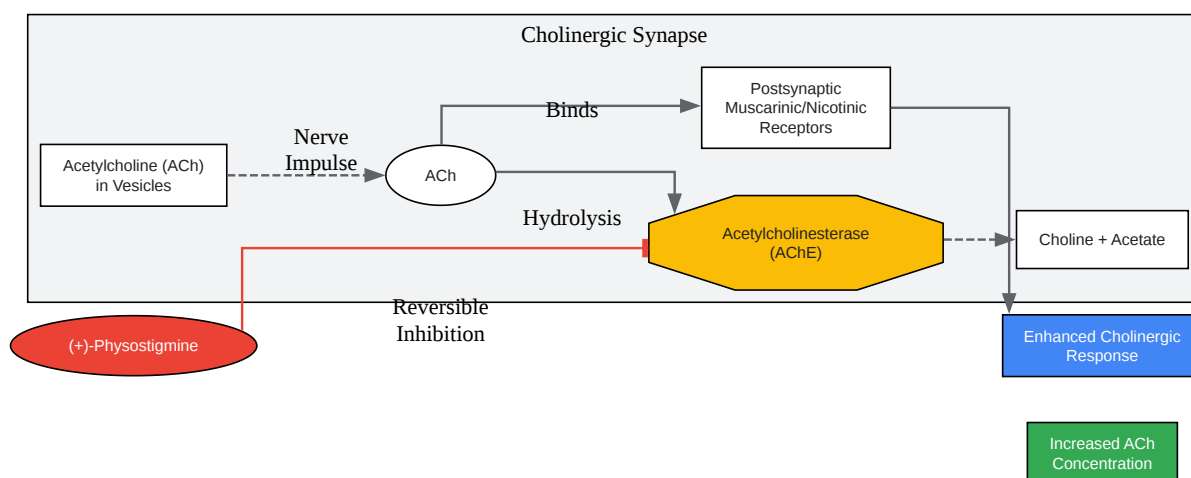 Cholinergic Synapse
Postsynaptic
Muscarinic/Nicotinic
Receptors
Binds
Nerve
Impulse
Acetylcholine (ACh)
in Vesicles
ACh
Hydrolysis
Acetylcholinesterase
(AChE)
Choline + Acetate
Reversible
Inhibition
(+)-Physostigmine
Enhanced Cholinergic
Response
Increased ACh
Concentration